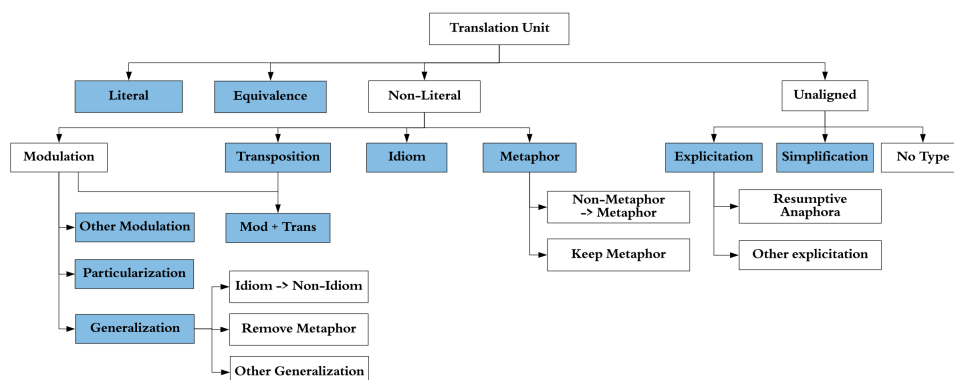 Translation Unit
Literal
Equivalence
Non-Literal
Unaligned
Modulation
Transposition
Idiom
Metaphor
Explicitation
Simplification
No Type
Other Modulation
Mod + Trans
Non-Metaphor
-> Metaphor
Resumptive
Anaphora
Particularization
Keep Metaphor
Other explicitation
Generalization
Idiom -> Non-Idiom
Remove Metaphor
Other Generalization